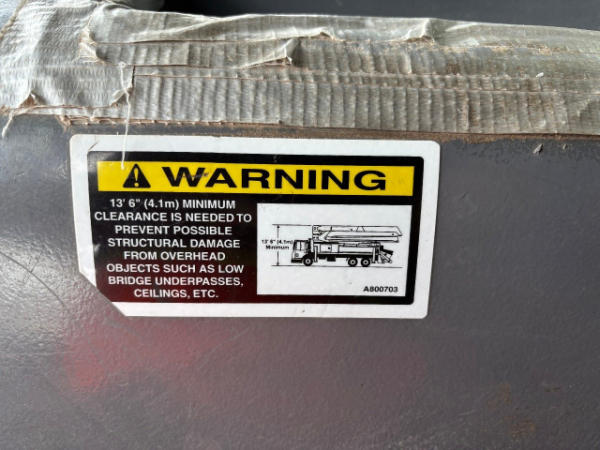 WARNING
13' 6" (4.1m) MINIMUM
CLEARANCE IS NEEDED TO
PREVENT POSSIBLE
STRUCTURAL DAMAGE
FROM OVERHEAD
OBJECTS SUCH AS LOW
BRIDGE UNDERPASSES,
CEILINGS, ETC.
13' 6" (4.1m)
Minimum
A800703